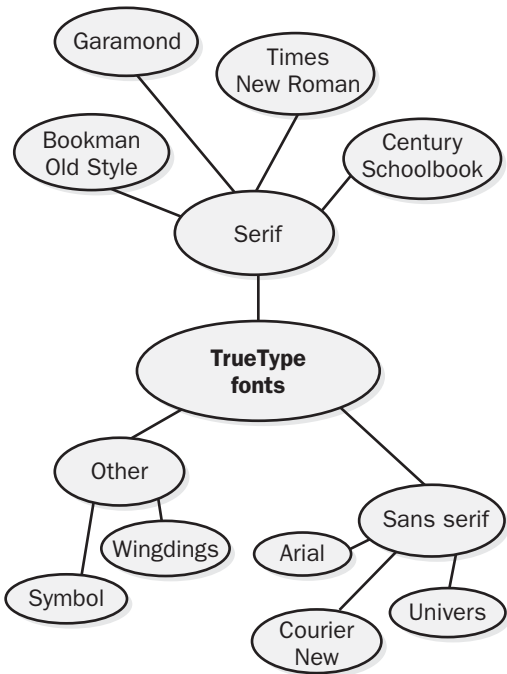 Garamond
Times
New Roman
Bookman
Old Style
Century
Schoolbook
Serif
TrueType
fonts
Other
Wingdings
Symbol
Sans serif
Arial
Univers
Courier
New